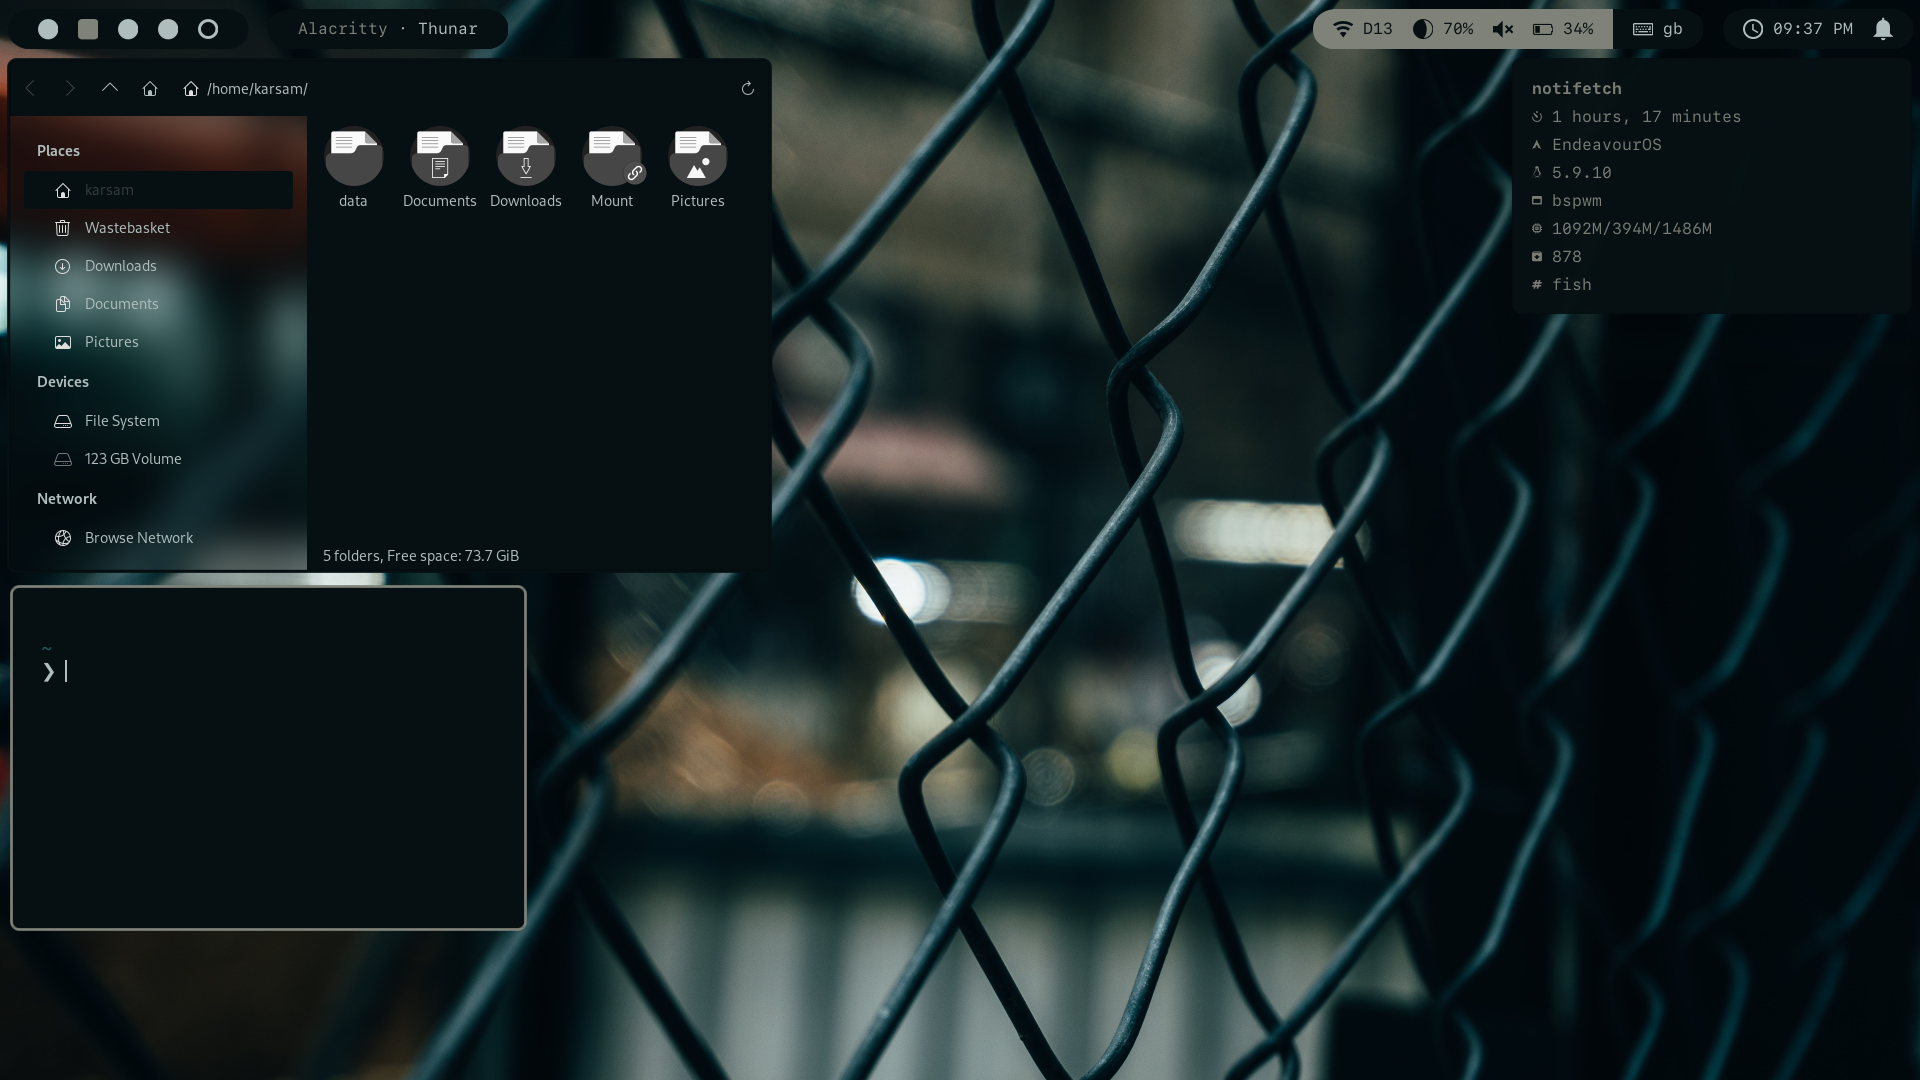 Alacritty · Thunar
D13 70% 34% gb 09:37 PM
/home/karsam/
Places
karsam
Wastebasket
Downloads
Documents
Pictures
Devices
File System
123 GB Volume
Network
Browse Network
data Documents Downloads Mount Pictures
5 folders, Free space: 73.7 GiB
~
❯
notifetch
1 hours, 17 minutes
EndeavourOS
5.9.10
bspwm
1092M/394M/1486M
878
# fish